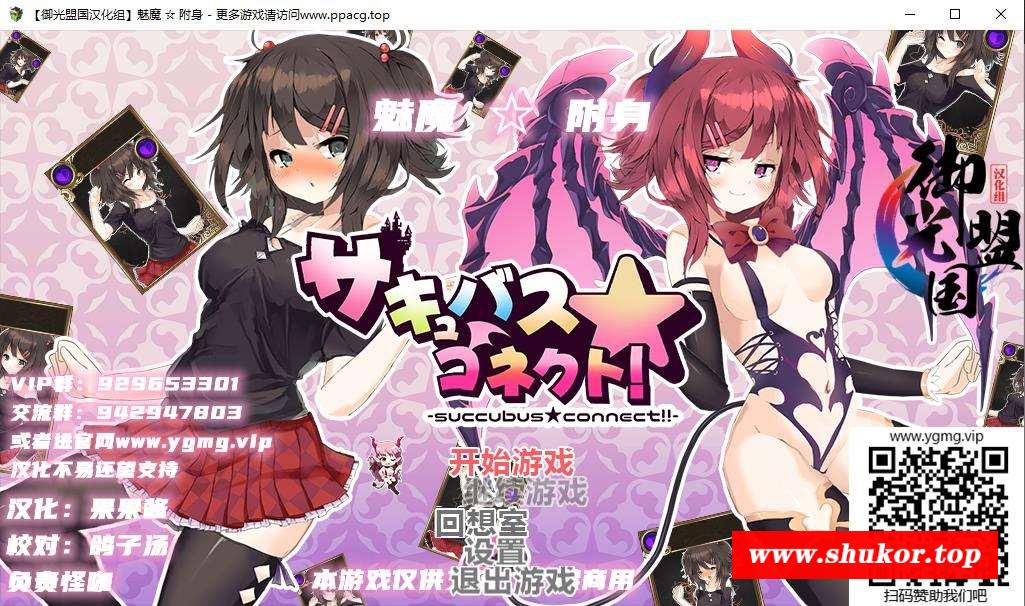 【御光盟国汉化组】魅魔 ☆ 附身 - 更多游戏请访问www.ppacg.top
魅魔 ☆ 附身
御光盟国
汉化组
サキュバス★コネクト!
-succubus★connect!!-
VIP群：929653301
交流群：942947803
或者进官网www.ygmg.vip
汉化不易还望支持
汉化：果果酱
校对：鸽子汤
负责怪咖
开始游戏
继续游戏
回想室
设置
退出游戏
本游戏仅供
商用
www.ygmg.vip
www.shukor.top
扫码赞助我们吧